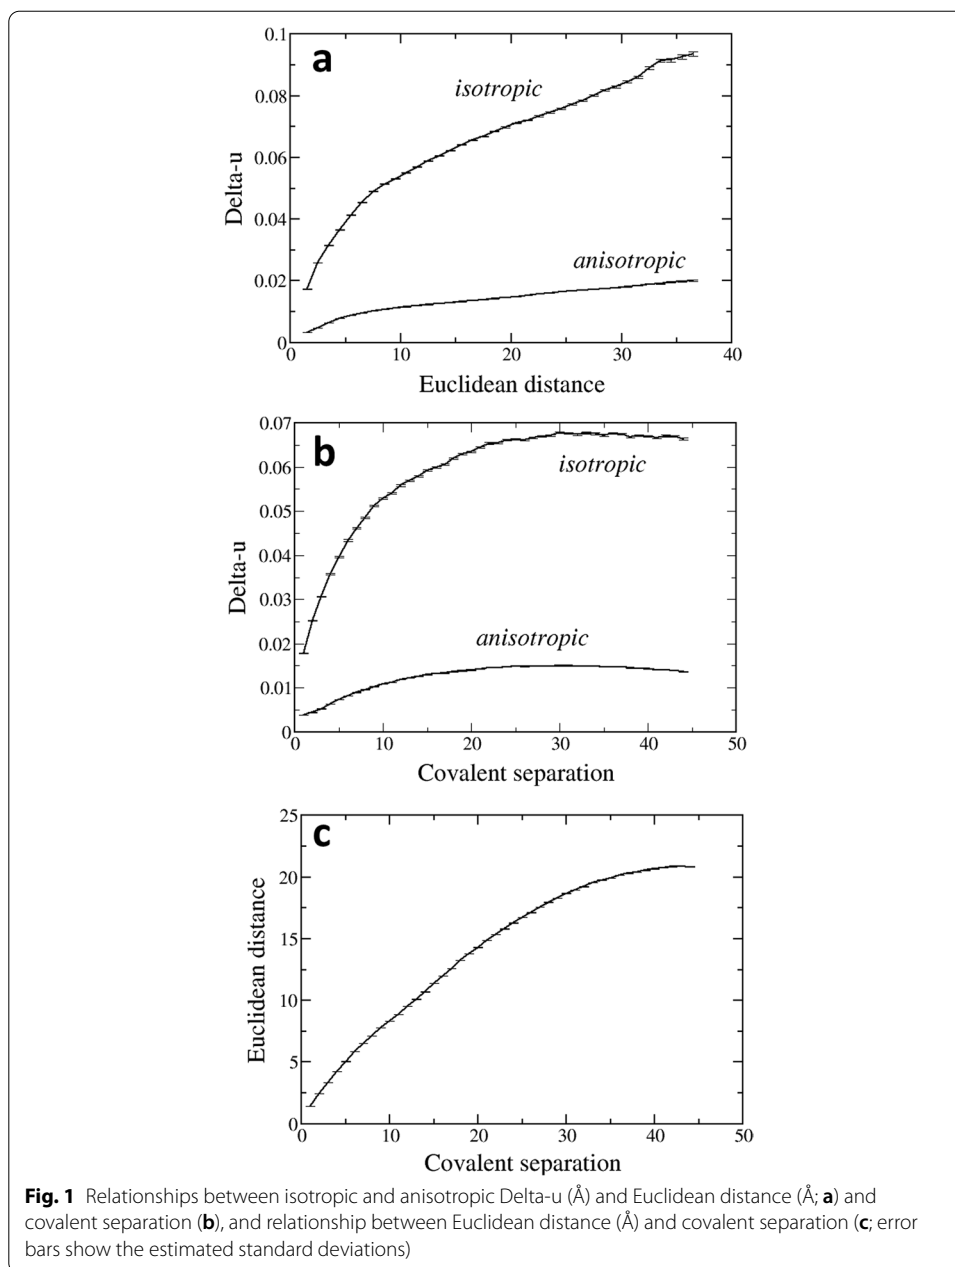 0.1
a
isotropic
0.08
0.06
Delta-u
0.04
anisotropic
0.02
0
0 10 20 30 40
Euclidean distance
0.07
b
0.06
isotropic
0.05
0.04
Delta-u
0.03
anisotropic
0.02
0.01
0
0 10 20 30 40 50
Covalent separation
25
c
20
15
Euclidean distance
10
5
0
0 10 20 30 40 50
Covalent separation
Fig. 1 Relationships between isotropic and anisotropic Delta-u (Å) and Euclidean distance (Å; a) and
covalent separation (b), and relationship between Euclidean distance (Å) and covalent separation (c; error
bars show the estimated standard deviations)